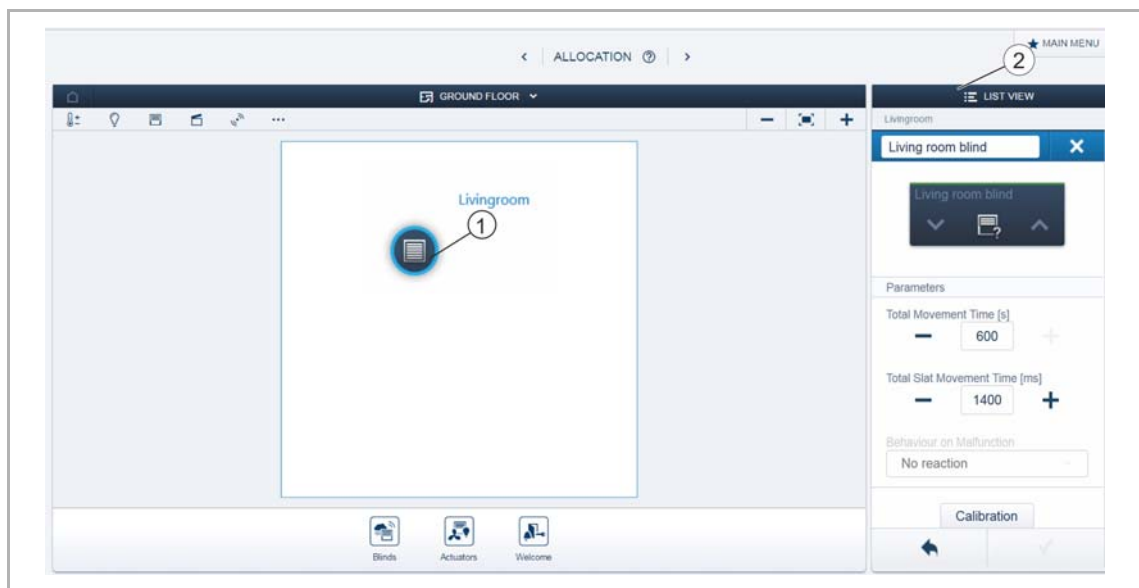 ALLOCATION ?
MAIN MENU
2
GROUND FLOOR
LIST VIEW
Livingroom
Living room blind
Livingroom
1
Living room blind
?
Parameters
Total Movement Time [s]
600
Total Slat Movement Time [ms]
1400
Behaviour on Malfunction
No reaction
Calibration
Blinds
Actuators
Welcome